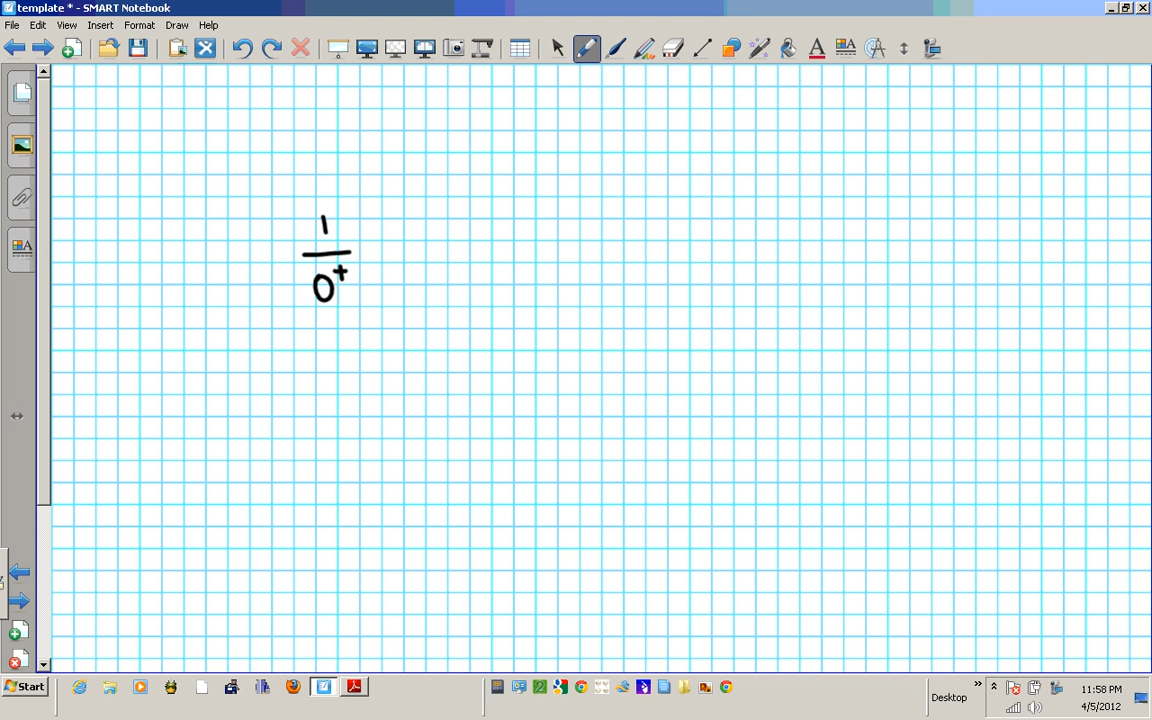 template * - SMART Notebook
File Edit View Insert Format Draw Help
1
0⁺
Start
Desktop
11:58 PM
4/5/2012